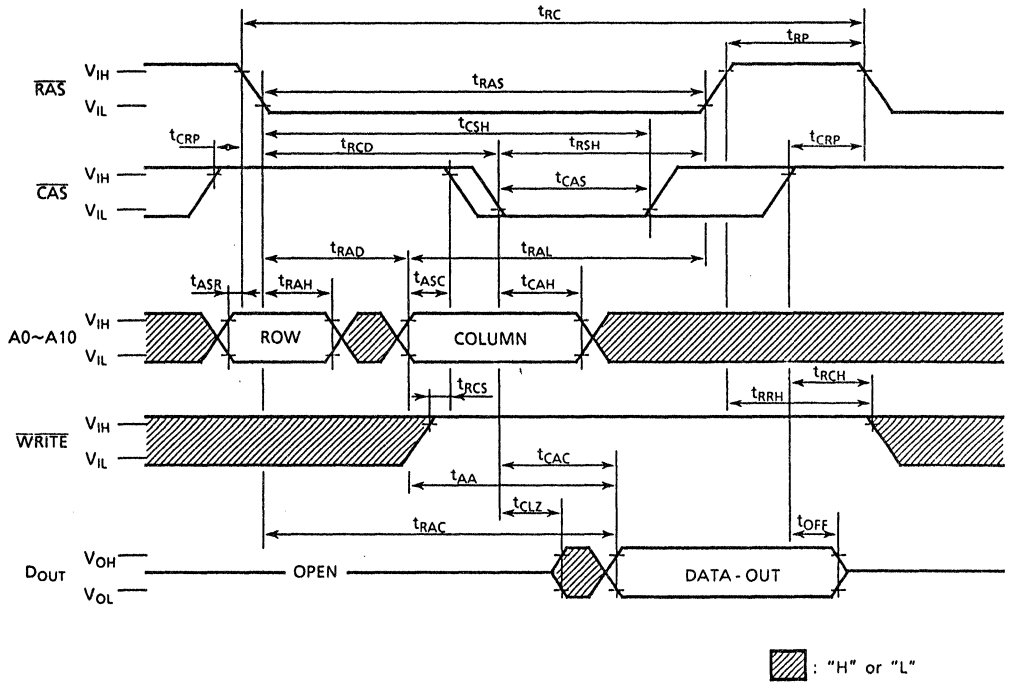 tRC
tRP
RAS
VIH
VIL
tRAS
tCSH
tCRP
tRCD
tRSH
tCRP
CAS
VIH
VIL
tCAS
tRAD
tRAL
tASR
tRAH
tASC
tCAH
A0~A10
VIH
VIL
ROW
COLUMN
tRCS
tRCH
tRRH
WRITE
VIH
VIL
tCAC
tAA
tCLZ
tRAC
tOFF
DOUT
VOH
VOL
OPEN
DATA - OUT
: "H" or "L"